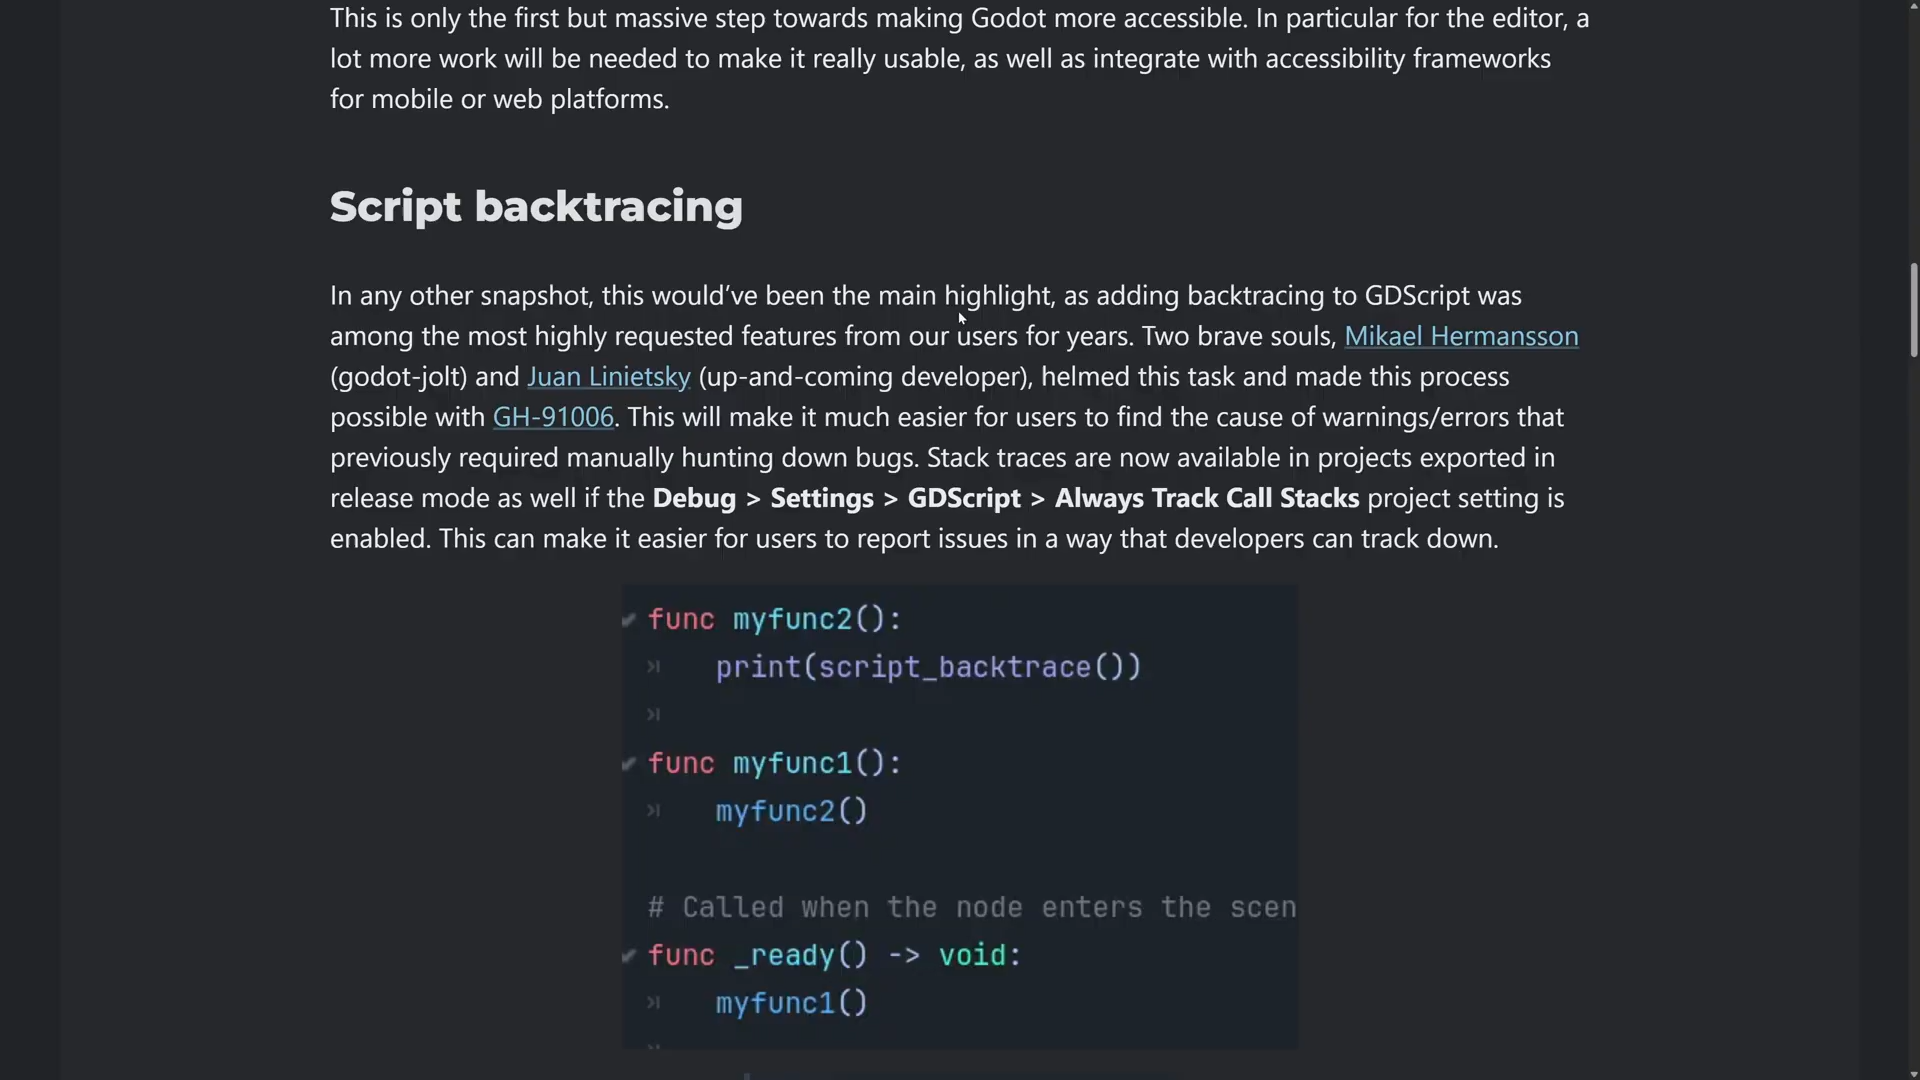 This is only the first but massive step towards making Godot more accessible. In particular for the editor, a
lot more work will be needed to make it really usable, as well as integrate with accessibility frameworks
for mobile or web platforms.
Script backtracing
In any other snapshot, this would’ve been the main highlight, as adding backtracing to GDScript was
among the most highly requested features from our users for years. Two brave souls, Mikael Hermansson
(godot-jolt) and Juan Linietsky (up-and-coming developer), helmed this task and made this process
possible with GH-91006. This will make it much easier for users to find the cause of warnings/errors that
previously required manually hunting down bugs. Stack traces are now available in projects exported in
release mode as well if the Debug > Settings > GDScript > Always Track Call Stacks project setting is
enabled. This can make it easier for users to report issues in a way that developers can track down.
func myfunc2():
print(script_backtrace())
func myfunc1():
myfunc2()
# Called when the node enters the scen
func _ready() -> void:
myfunc1()